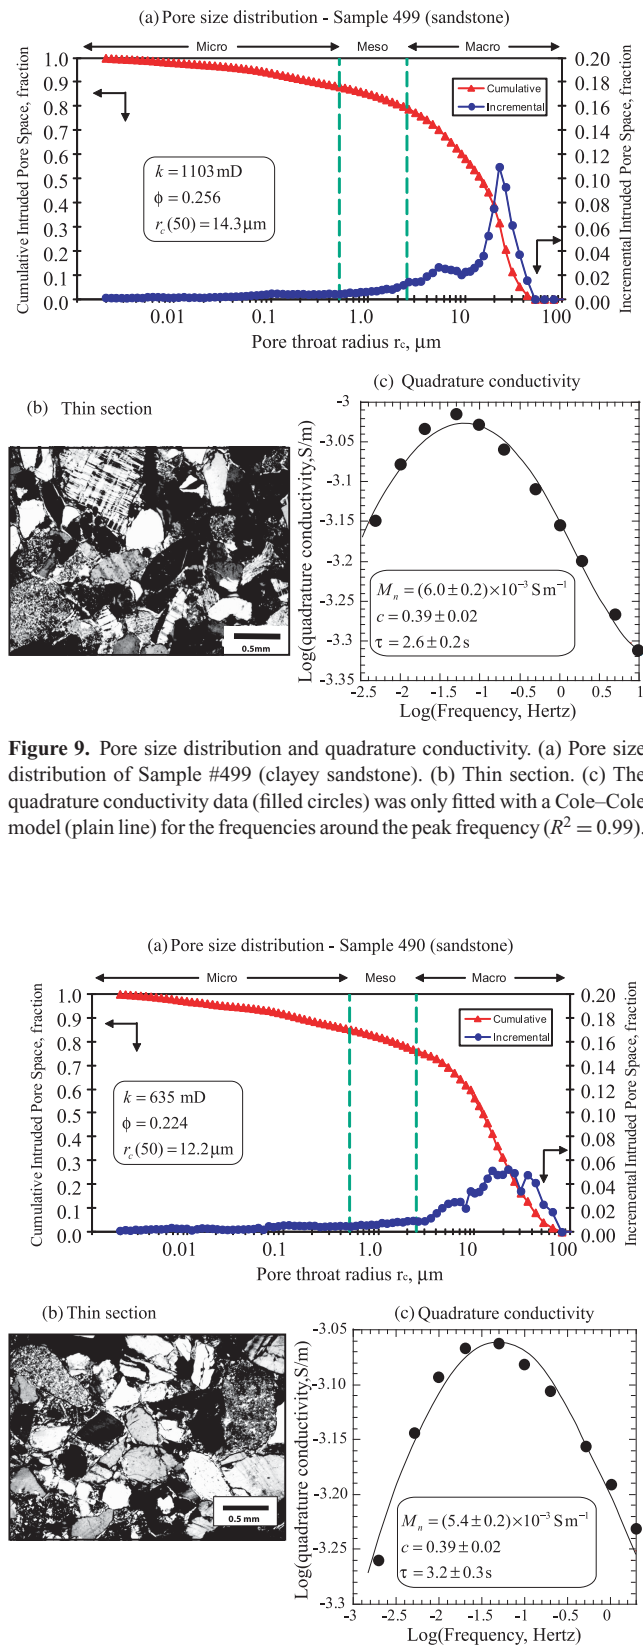 (a) Pore size distribution - Sample 499 (sandstone)
Micro Meso Macro
1.0
0.9
0.8
0.7
0.6
0.5
0.4
0.3
0.2
0.1
0.0
Cumulative Intruded Pore Space, fraction
Cumulative
Incremental
k = 1103 mD
ϕ = 0.256
r_c(50) = 14.3 μm
0.20
0.18
0.16
0.14
0.12
0.10
0.08
0.06
0.04
0.02
0.00
Incremental Intruded Pore Space, fraction
0.01 0.1 1.0 10 100
Pore throat radius r_c, μm
(b) Thin section
0.5mm
(c) Quadrature conductivity
-3
-3.05
-3.1
-3.15
-3.2
-3.25
-3.3
-3.35
Log(quadrature conductivity,S/m)
M_n = (6.0 ± 0.2)×10⁻³ S m⁻¹
c = 0.39 ± 0.02
τ = 2.6 ± 0.2 s
-2.5 -2 -1.5 -1 -0.5 0 0.5 1
Log(Frequency, Hertz)
Figure 9. Pore size distribution and quadrature conductivity. (a) Pore size
distribution of Sample #499 (clayey sandstone). (b) Thin section. (c) The
quadrature conductivity data (filled circles) was only fitted with a Cole–Cole
model (plain line) for the frequencies around the peak frequency (R² = 0.99).
(a) Pore size distribution - Sample 490 (sandstone)
Micro Meso Macro
1.0
0.9
0.8
0.7
0.6
0.5
0.4
0.3
0.2
0.1
0.0
Cumulative Intruded Pore Space, fraction
Cumulative
Incremental
k = 635 mD
ϕ = 0.224
r_c(50) = 12.2 μm
0.20
0.18
0.16
0.14
0.12
0.10
0.08
0.06
0.04
0.02
0.00
Incremental Intruded Pore Space, fraction
0.01 0.1 1.0 10 100
Pore throat radius r_c, μm
(b) Thin section
0.5 mm
(c) Quadrature conductivity
-3.05
-3.10
-3.15
-3.20
-3.25
-3.3
Log(quadrature conductivity,S/m)
M_n = (5.4 ± 0.2)×10⁻³ S m⁻¹
c = 0.39 ± 0.02
τ = 3.2 ± 0.3 s
-3 -2.5 -2 -1.5 -1 -0.5 0
Log(Frequency, Hertz)